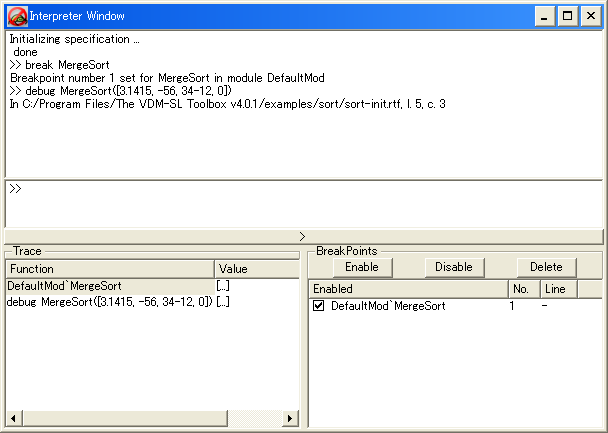 Interpreter Window
Initializing specification ...
done
>> break MergeSort
Breakpoint number 1 set for MergeSort in module DefaultMod
>> debug MergeSort([3.1415, -56, 34-12, 0])
In C:/Program Files/The VDM-SL Toolbox v4.0.1/examples/sort/sort-init.rtf, l. 5, c. 3
>>
>
Trace
Function Value
DefaultMod`MergeSort [...]
debug MergeSort([3.1415, -56, 34-12, 0]) [...]
BreakPoints
Enable Disable Delete
Enabled No. Line
DefaultMod`MergeSort 1 -